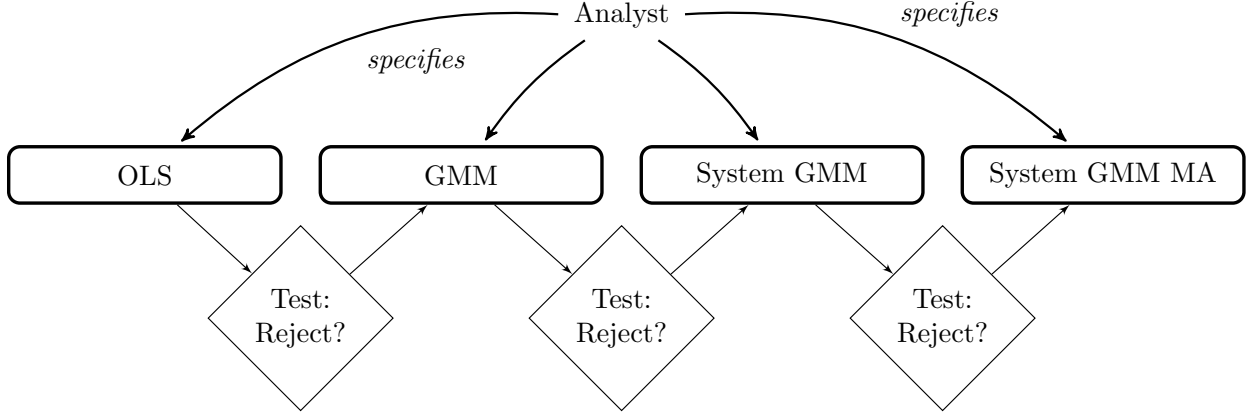 Analyst
specifies
specifies
OLS
GMM
System GMM
System GMM MA
Test:
Reject?
Test:
Reject?
Test:
Reject?